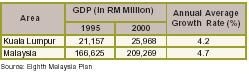 Area GDP (in RM Million) Annual Average Growth Rate (%)
1995 2000
Kuala Lumpur 21,157 25,968 4.2
Malaysia 166,625 209,269 4.7
Source: Eighth Malaysia Plan